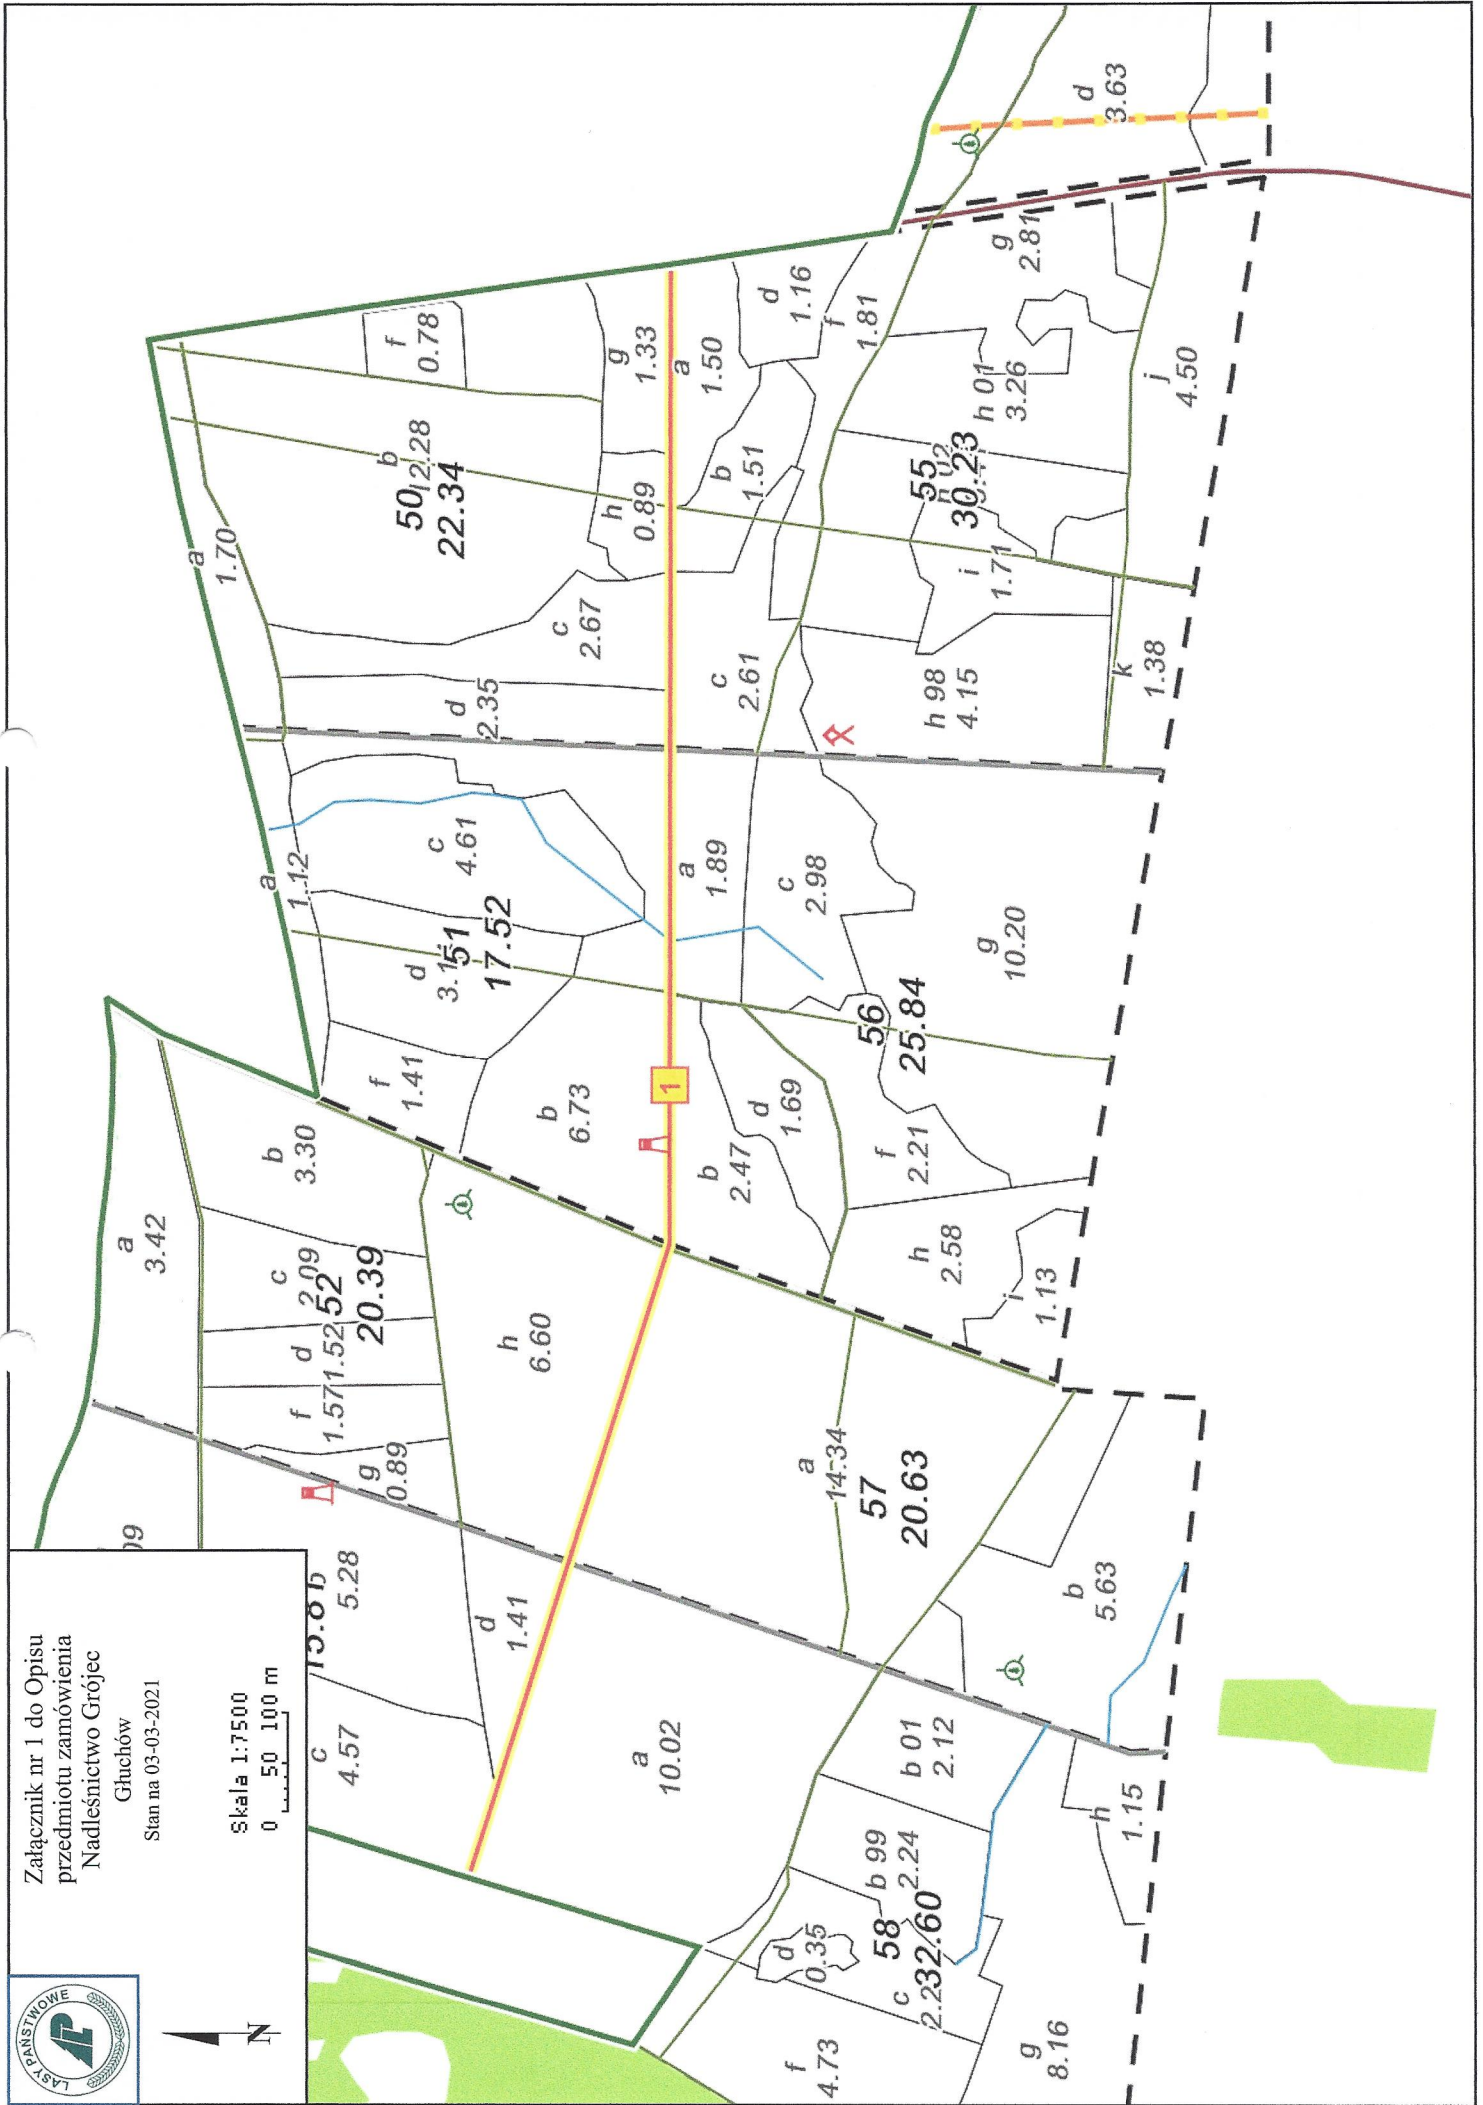 Załącznik nr 1 do Opisu
przedmiotu zamówienia
Nadleśnictwo Grójec
Głuchów
Stan na 03-03-2021
Skala 1:7500
0 50 100 m
LASY PAŃSTWOWE
N
a
3.42
b
3.30
c
2.09
52
20.39
d
1.52
f
1.57
g
0.89
h
6.60
5.28
c
4.57
d
1.41
a
1.12
c
4.61
d
51
17.52
f
1.41
b
6.73
1
a
1.70
b
12.28
50
22.34
c
2.67
d
2.35
f
0.78
g
1.33
h
0.89
a
1.50
b
1.51
c
2.61
d
1.16
f
1.81
g
2.81
h 01
3.26
55
30.23
i
1.71
h 98
4.15
j
4.50
k
1.38
d
3.63
a
1.89
b
2.47
c
2.98
d
1.69
56
25.84
f
2.21
g
10.20
h
2.58
i
1.13
a
14.34
57
20.63
b
5.63
a
10.02
b 01
2.12
b 99
2.24
58
32.60
c
d
0.35
f
4.73
g
8.16
h
1.15